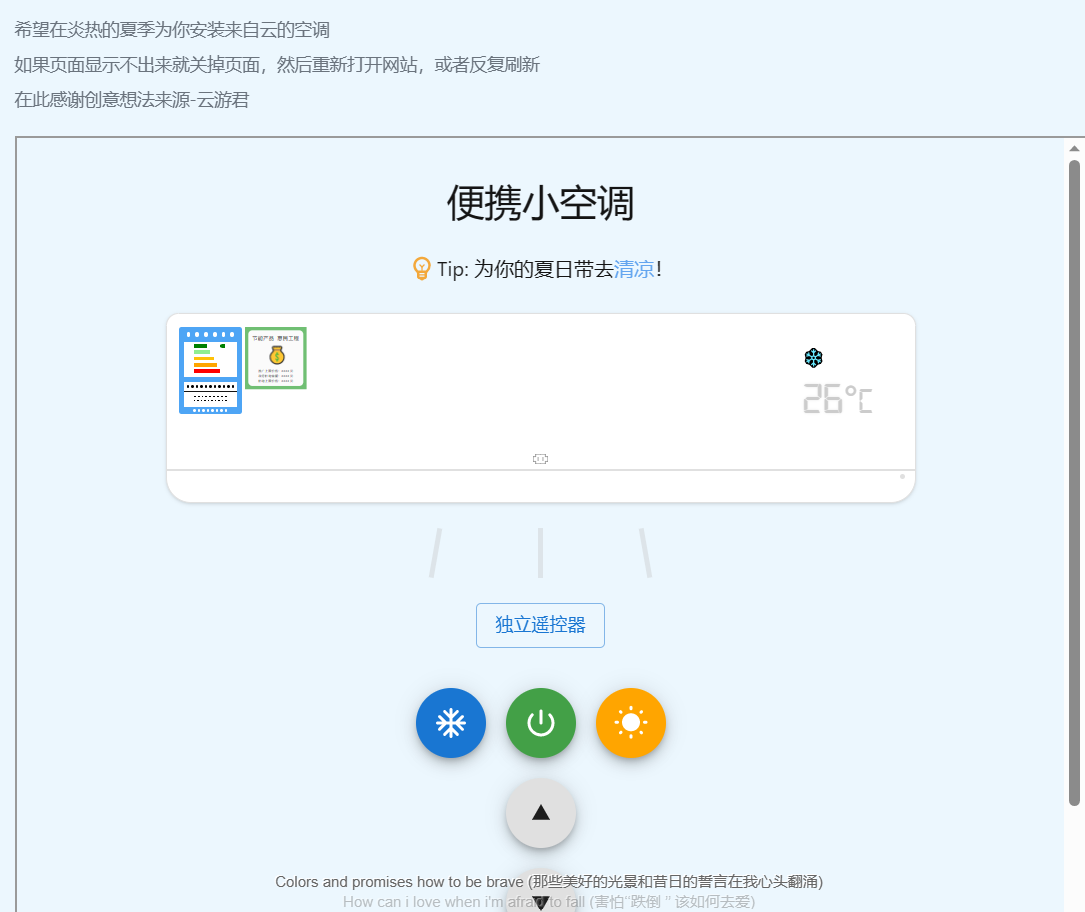 希望在炎热的夏季为你安装来自云的空调
如果页面显示不出来就关掉页面，然后重新打开网站，或者反复刷新
在此感谢创意想法来源-云游君
便携小空调
Tip: 为你的夏日带去清凉！
节能产品 惠民工程
26°C
独立遥控器
Colors and promises how to be brave (那些美好的光景和昔日的誓言在我心头翻涌)
How can i love when i'm afraid to fall (害怕"跌倒 " 该如何去爱)